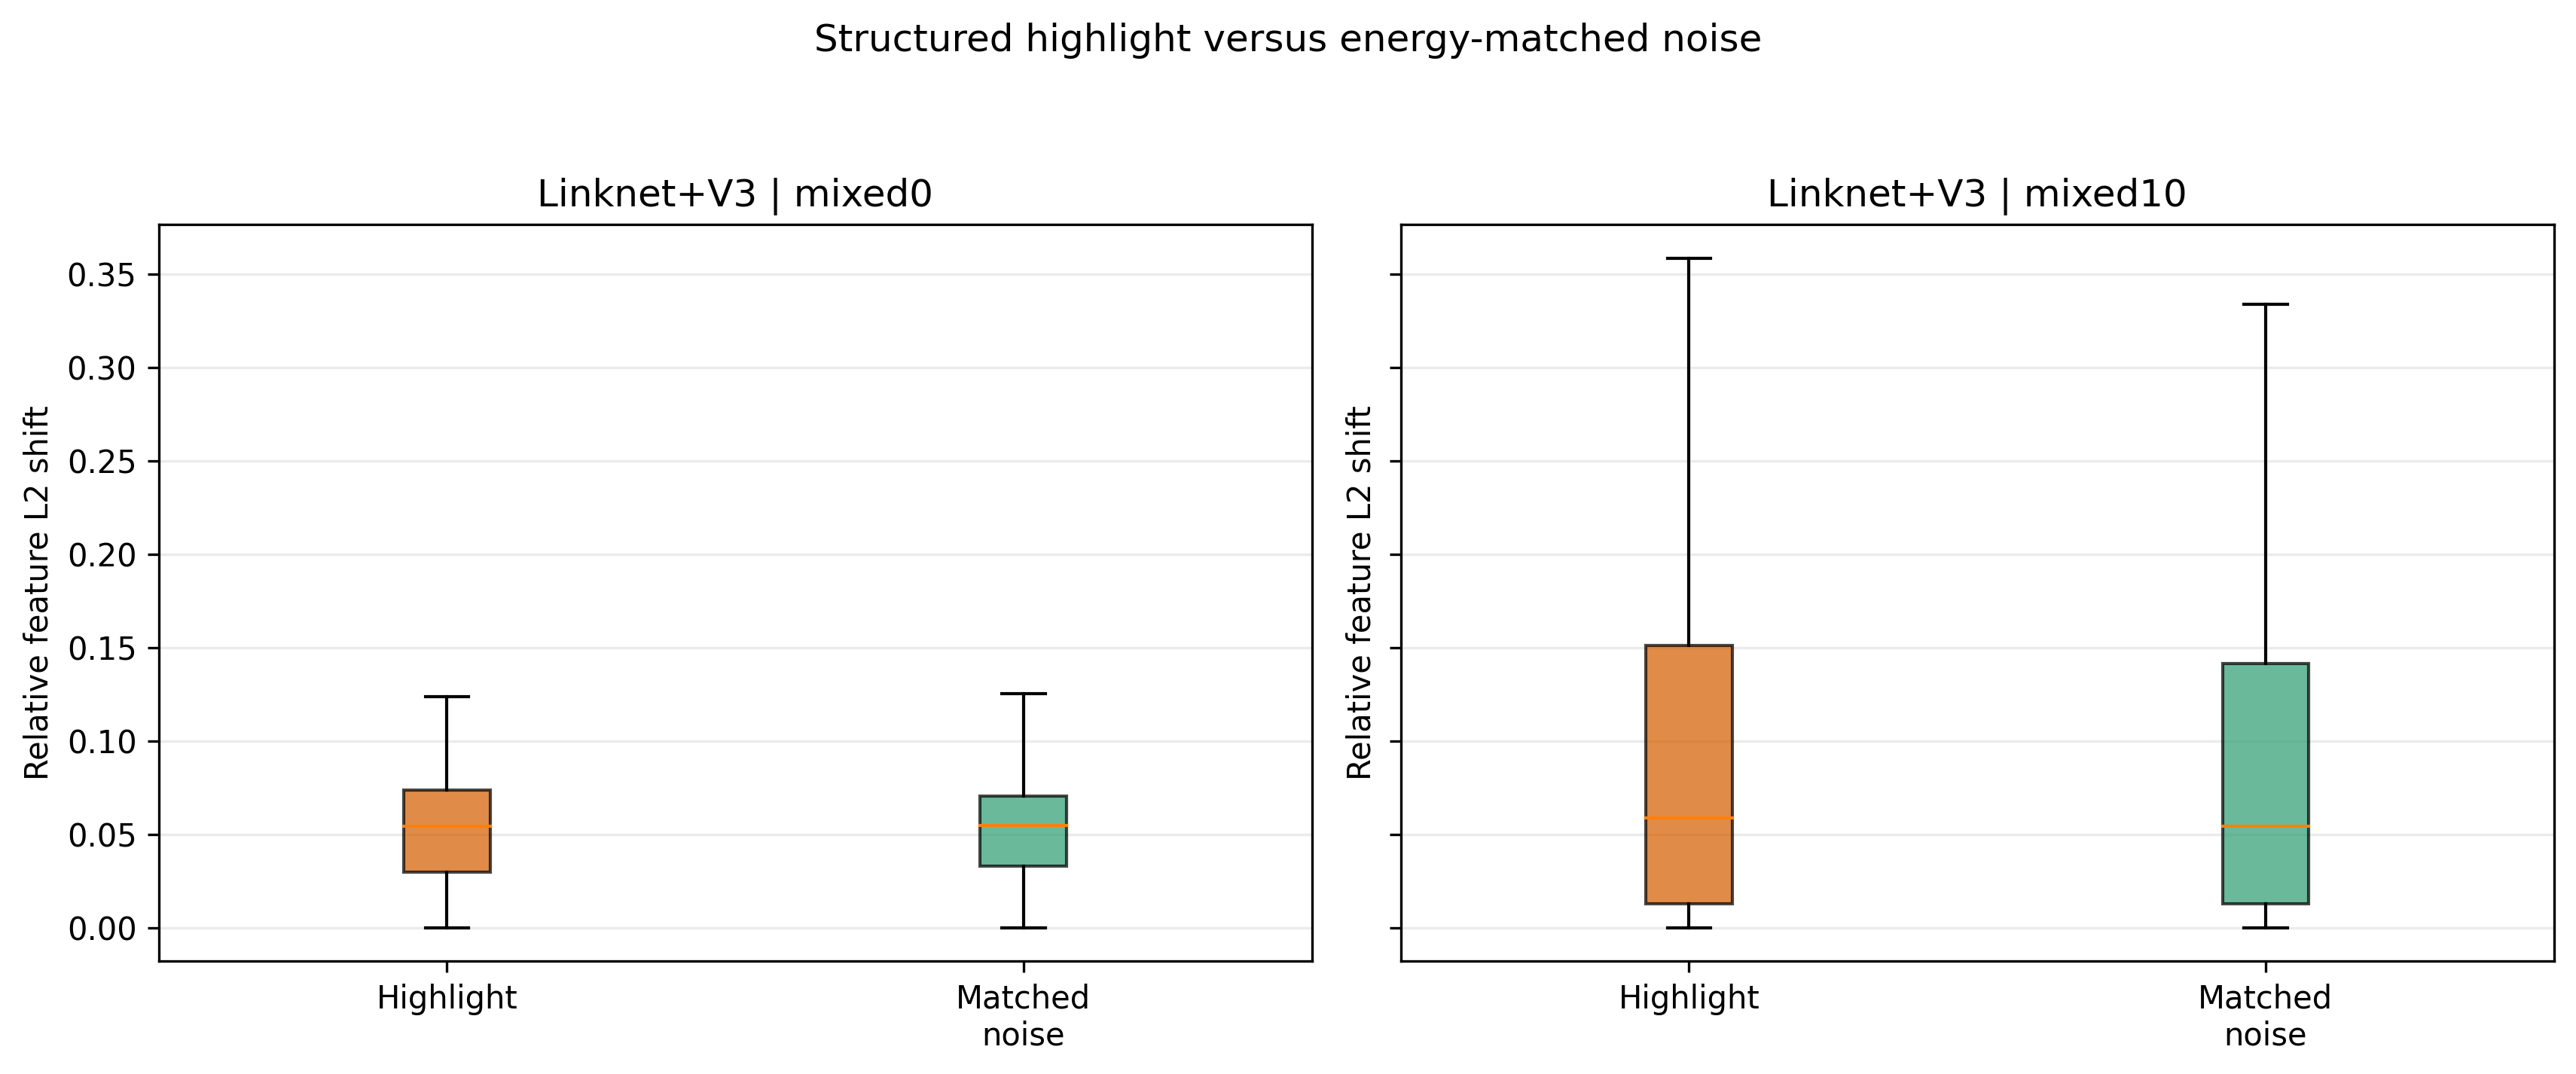 Structured highlight versus energy-matched noise
Linknet+V3 | mixed0
Relative feature L2 shift
0.35
0.30
0.25
0.20
0.15
0.10
0.05
0.00
Highlight
Matched
noise
Linknet+V3 | mixed10
Relative feature L2 shift
Highlight
Matched
noise